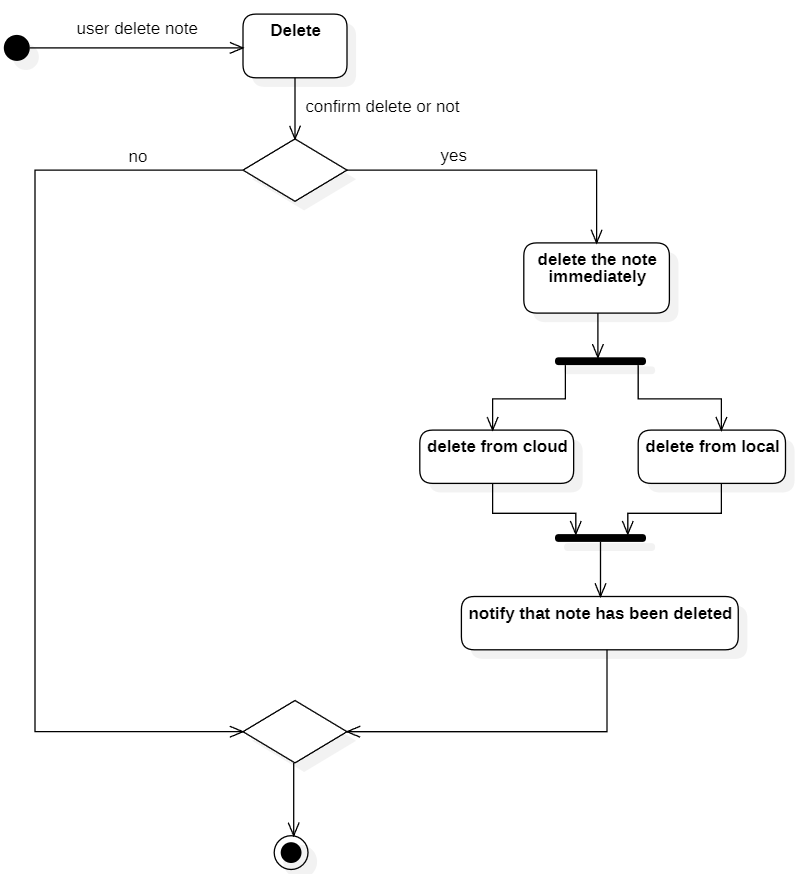 user delete note
Delete
confirm delete or not
no
yes
delete the note
immediately
delete from cloud
delete from local
notify that note has been deleted